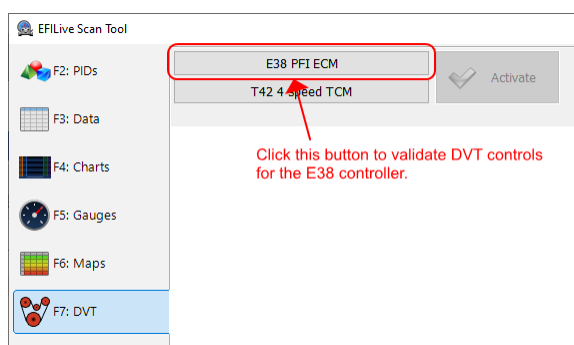 EFILive Scan Tool
F2: PIDs
F3: Data
F4: Charts
F5: Gauges
F6: Maps
F7: DVT
E38 PFI ECM
T42 4 Speed TCM
Activate
Click this button to validate DVT controls
for the E38 controller.